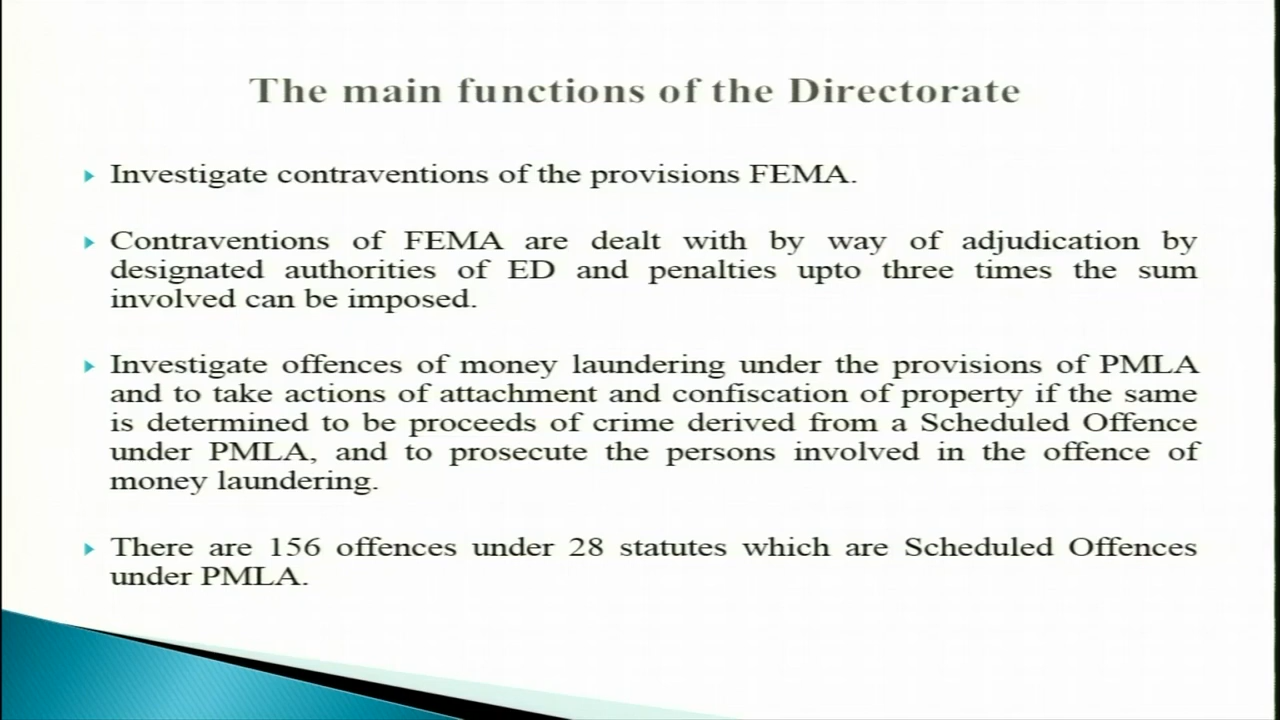 The main functions of the Directorate
Investigate contraventions of the provisions FEMA.
Contraventions of FEMA are dealt with by way of adjudication by
designated authorities of ED and penalties upto three times the sum
involved can be imposed.
Investigate offences of money laundering under the provisions of PMLA
and to take actions of attachment and confiscation of property if the same
is determined to be proceeds of crime derived from a Scheduled Offence
under PMLA, and to prosecute the persons involved in the offence of
money laundering.
There are 156 offences under 28 statutes which are Scheduled Offences
under PMLA.